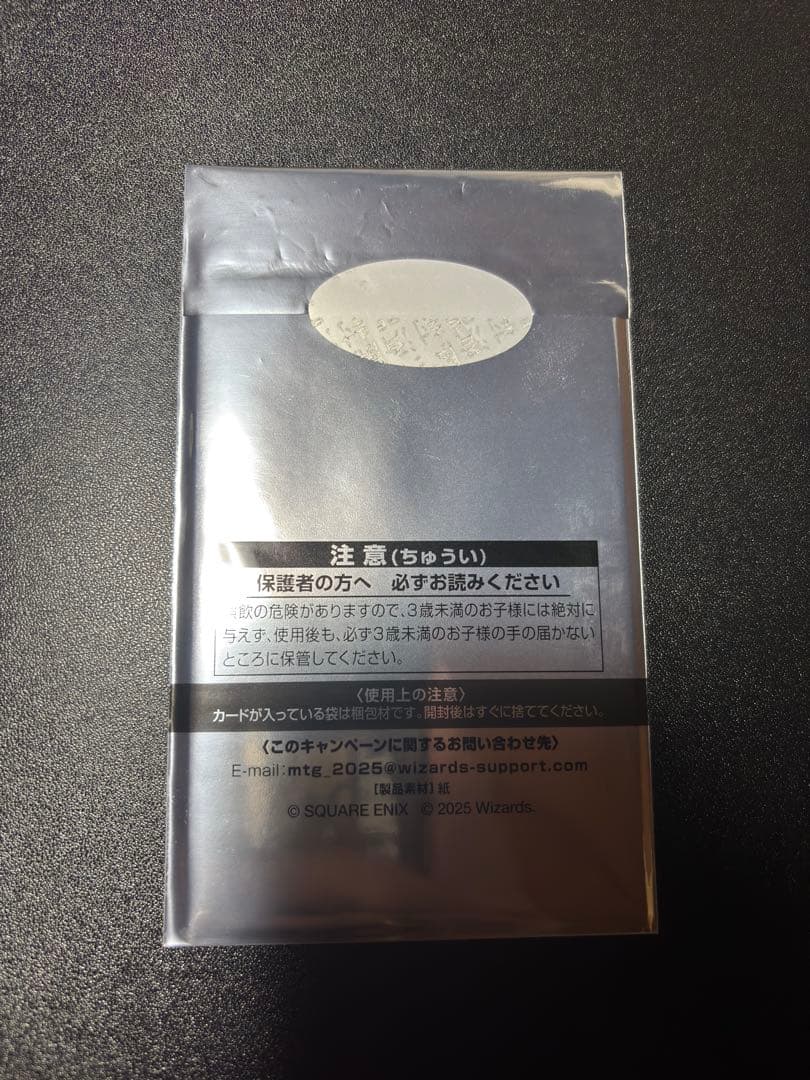 注意(ちゅうい)
保護者の方へ 必ずお読みください
飲の危険がありますので、3歳未満のお子様には絶対に
与えず、使用後も、必ず3歳未満のお子様の手の届かない
ところに保管してください。
〈使用上の注意〉
カードが入っている袋は梱包材です。開封後はすぐに捨ててください。
〈このキャンペーンに関するお問い合わせ先〉
E-mail:mtg_2025@wizards-support.com
[製品素材]紙
© SQUARE ENIX © 2025 Wizards.